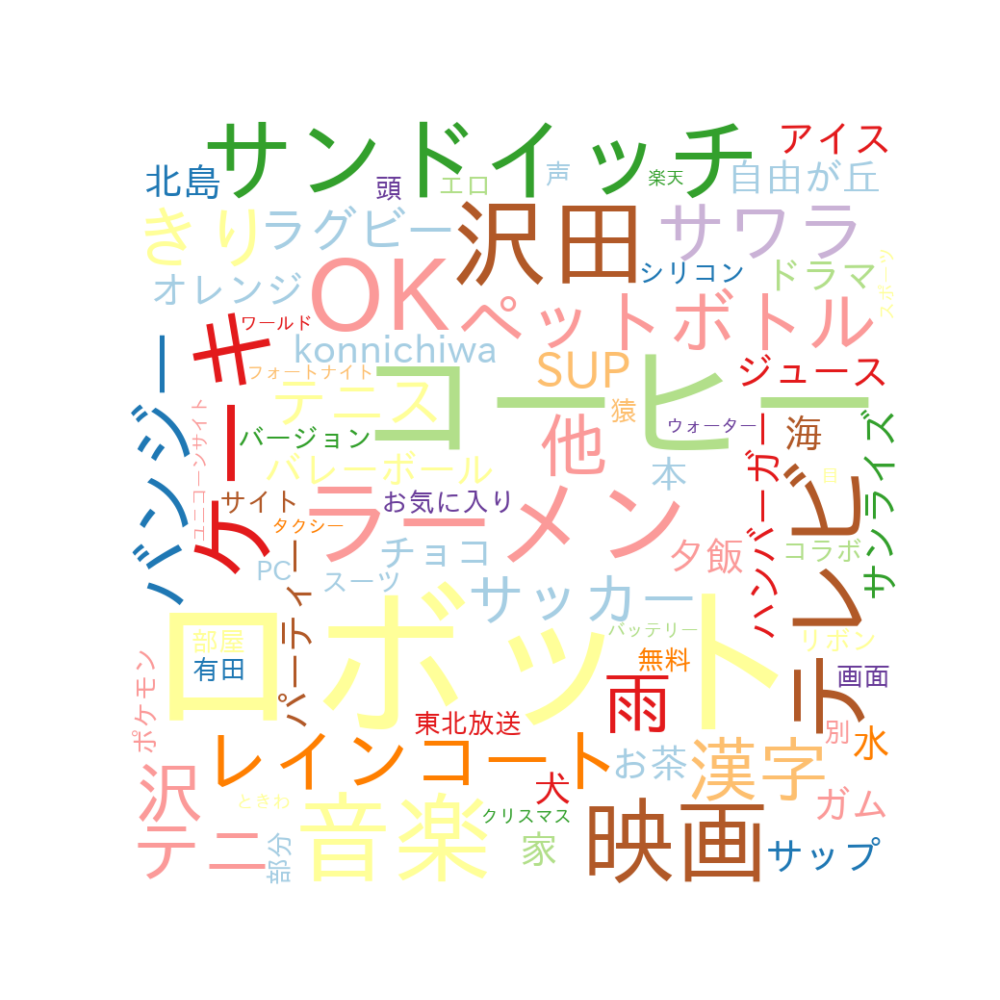 サンドイッチ
アイス
北島
頭
エロ
声
楽天
自由が丘
きり
ラグビー
沢田
サワラ
オレンジ
OK
シリコン
ドラマ
スポーツ
ワールド
ペットボトル
ケーキ
konnichiwa
コーヒー
SUP
ジュース
フォートナイト
テニス
猿
ウォーター
バンジージー
バージョン
他
海
ハンバーガー
サンライズ
ユニコーンサイト
バレーボール
本
テレビ
目
サイト
お気に入り
ラーメン
タクシー
チョコ
夕飯
コラボ
PC
スーツ
サッカー
パーティー
ロボット
部屋
バッテリー
リボン
有田
無料
画面
ポケモン
雨
東北放送
別
レインコート
お茶
漢字
水
沢
ときわ
音楽
犬
クリスマス
映画
ガム
テニ
部分
家
サップ